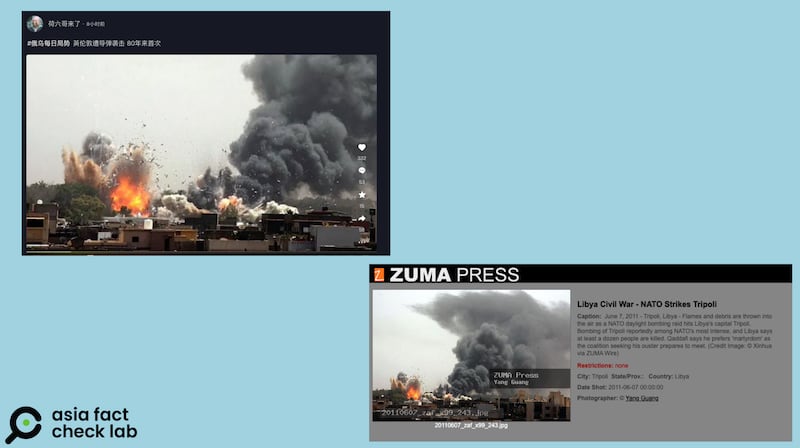 荷六哥来了 · 8小时前
#俄乌每日局势 英伦敦遭导弹袭击 80年来首次
322
53
ZUMA PRESS
Libya Civil War - NATO Strikes Tripoli
Caption: June 7, 2011 - Tripoli, Libya - Flames and debris are thrown into
the air as a NATO daylight bombing raid hits Libya's capital Tripoli.
Bombing of Tripoli reportedly among NATO's most intense, and Libya says
at least a dozen people are killed. Qaddafi says he prefers 'martyrdom' as
the coalition seeking his ouster prepares to meet. (Credit Image: © Xinhua
via ZUMA Wire)
Restrictions: none
City: Tripoli State/Prov.: Country: Libya
Date Shot: 2011-06-07 00:00:00
Photographer: © Yang Guang
ZUMA Press
Yang Guang
20110607_zaf_x99_243.jpg
20110607_zaf_x99_243.jpg
asia fact
check lab